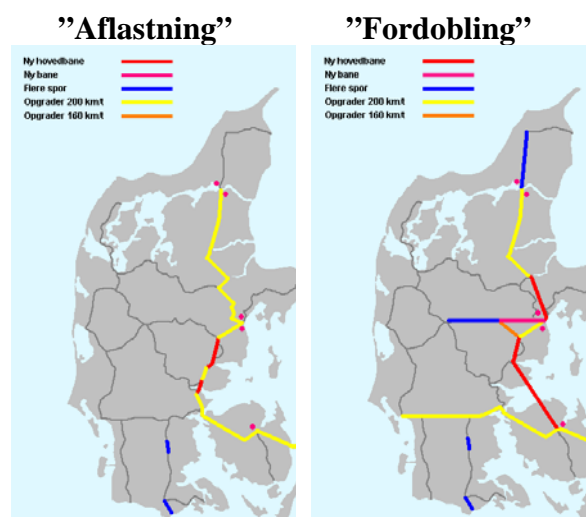 ”Aflastning”
Ny hovedbane
Ny bane
Flere spor
Opgrader 200 km/t
Opgrader 160 km/t
”Fordobling”
Ny hovedbane
Ny bane
Flere spor
Opgrader 200 km/t
Opgrader 160 km/t